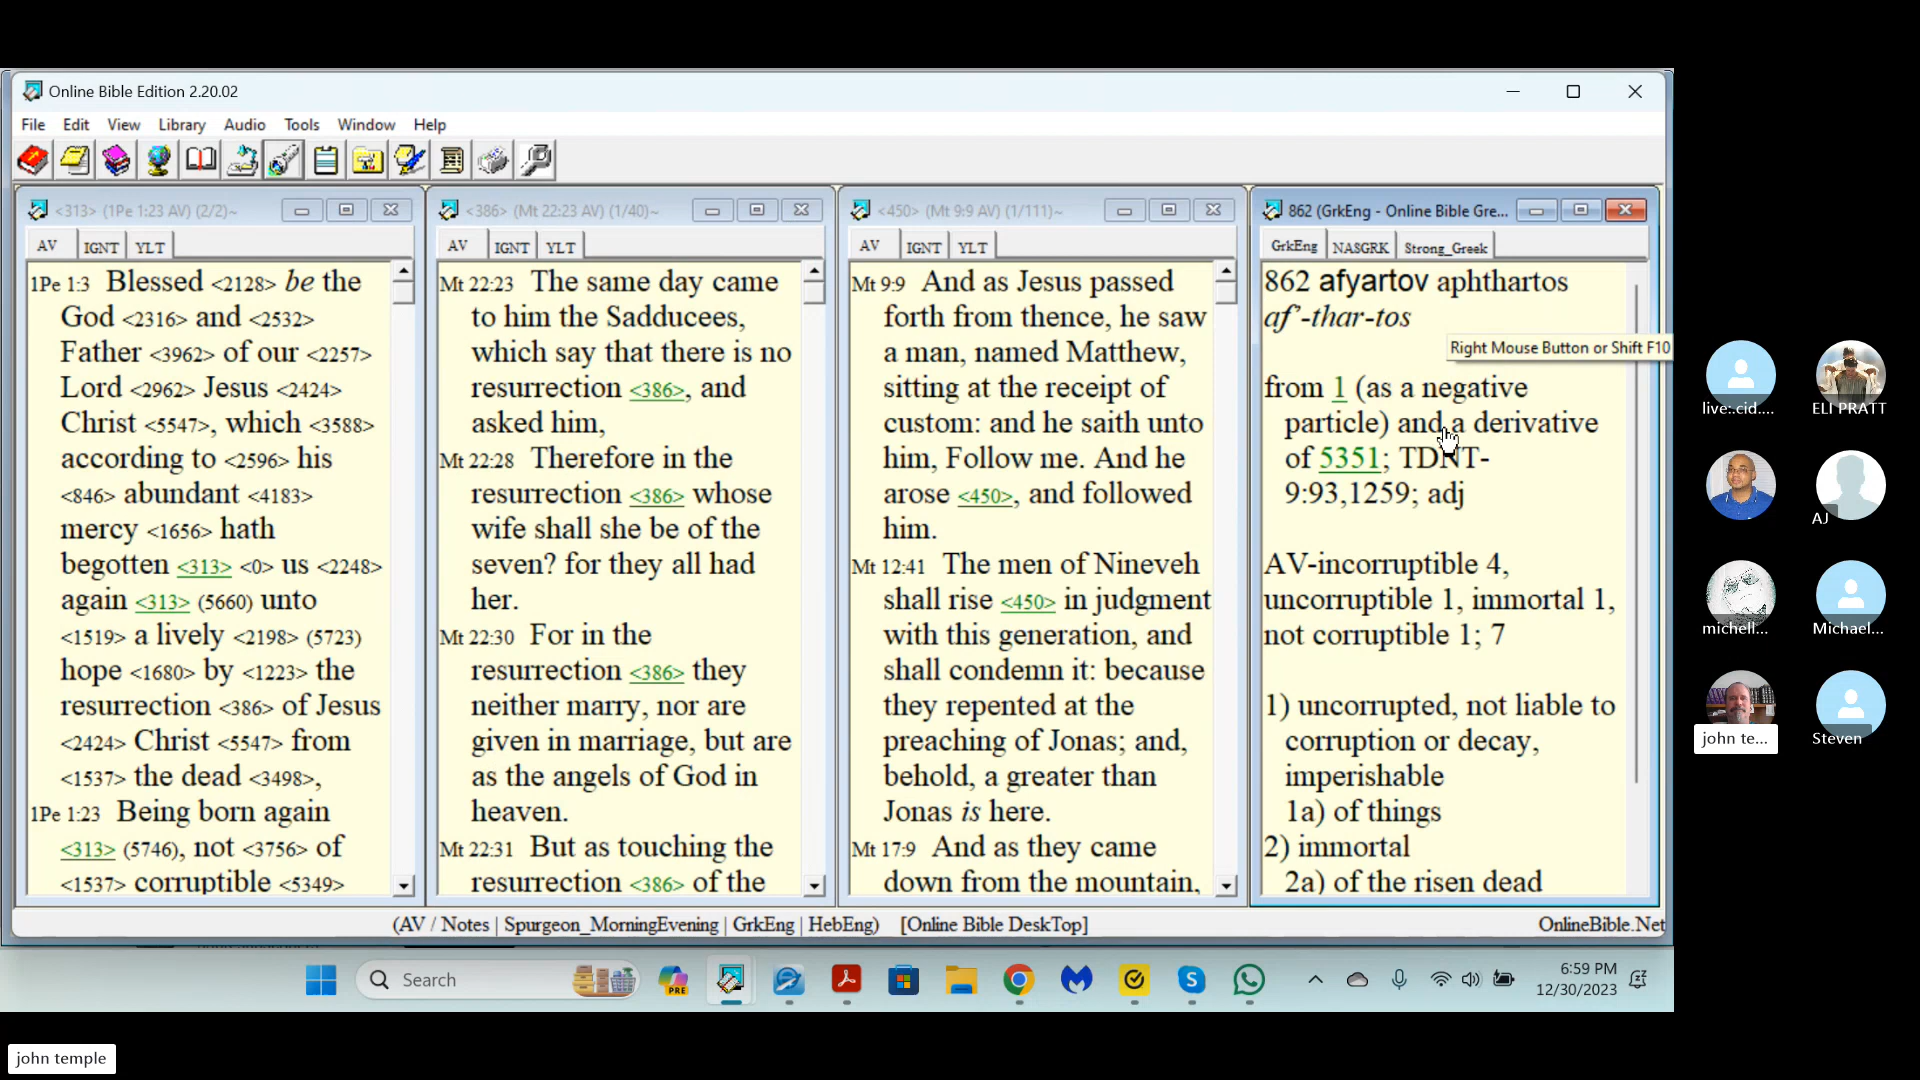 Online Bible Edition 2.20.02
File Edit View Library Audio Tools Window Help
<313> (1Pe 1:23 AV) (2/2)~
AV IGNT YLT
1Pe 1:3 Blessed <2128> be the
God <2316> and <2532>
Father <3962> of our <2257>
Lord <2962> Jesus <2424>
Christ <5547>, which <3588>
according to <2596> his
<846> abundant <4183>
mercy <1656> hath
begotten <313> <0> us <2248>
again <313> (5660) unto
<1519> a lively <2198> (5723)
hope <1680> by <1223> the
resurrection <386> of Jesus
<2424> Christ <5547> from
<1537> the dead <3498>,
1Pe 1:23 Being born again
<313> (5746), not <3756> of
<1537> corruptible <5349>
<386> (Mt 22:23 AV) (1/40)~
AV IGNT YLT
Mt 22:23 The same day came
to him the Sadducees,
which say that there is no
resurrection <386>, and
asked him,
Mt 22:28 Therefore in the
resurrection <386> whose
wife shall she be of the
seven? for they all had
her.
Mt 22:30 For in the
resurrection <386> they
neither marry, nor are
given in marriage, but are
as the angels of God in
heaven.
Mt 22:31 But as touching the
resurrection <386> of the
<450> (Mt 9:9 AV) (1/111)~
AV IGNT YLT
Mt 9:9 And as Jesus passed
forth from thence, he saw
a man, named Matthew,
sitting at the receipt of
custom: and he saith unto
him, Follow me. And he
arose <450>, and followed
him.
Mt 12:41 The men of Nineveh
shall rise <450> in judgment
with this generation, and
shall condemn it: because
they repented at the
preaching of Jonas; and,
behold, a greater than
Jonas is here.
Mt 17:9 And as they came
down from the mountain,
862 (GrkEng - Online Bible Gre...
GrkEng NASGRK Strong_Greek
862 afyartov aphthartos
af'-thar-tos
Right Mouse Button or Shift F10
from 1 (as a negative
particle) and a derivative
of 5351; TDNT-
9:93,1259; adj
AV-incorruptible 4,
uncorruptible 1, immortal 1,
not corruptible 1; 7
1) uncorrupted, not liable to
corruption or decay,
imperishable
1a) of things
2) immortal
2a) of the risen dead
(AV / Notes | Spurgeon_MorningEvening | GrkEng | HebEng) [Online Bible DeskTop]
OnlineBible.Net
Search
PRE
6:59 PM
12/30/2023
live:.cid....
ELI PRATT
AJ
michell...
Michael...
john te...
Steven
john temple